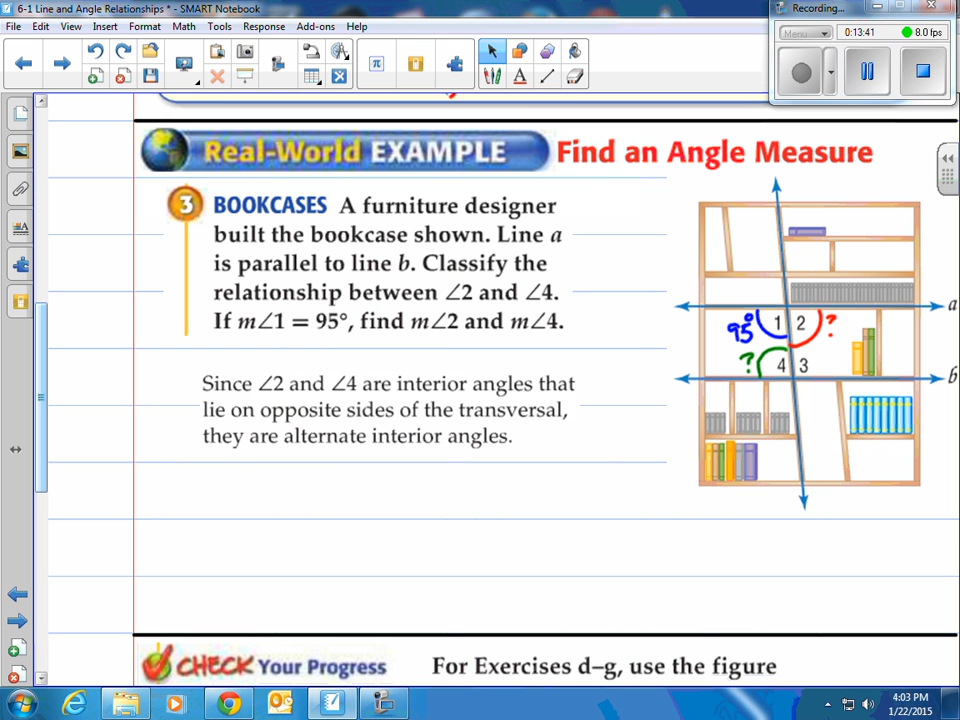 6-1 Line and Angle Relationships * - SMART Notebook
Recording...
File Edit View Insert Format Math Tools Response Add-ons Help
Menu
0:13:41
8.0 fps
Real-World EXAMPLE Find an Angle Measure
3 BOOKCASES A furniture designer
built the bookcase shown. Line a
is parallel to line b. Classify the
relationship between ∠2 and ∠4.
If m∠1 = 95°, find m∠2 and m∠4.
Since ∠2 and ∠4 are interior angles that
lie on opposite sides of the transversal,
they are alternate interior angles.
a
95° 1 2 ?
? 4 3
b
CHECK Your Progress For Exercises d–g, use the figure
4:03 PM
1/22/2015